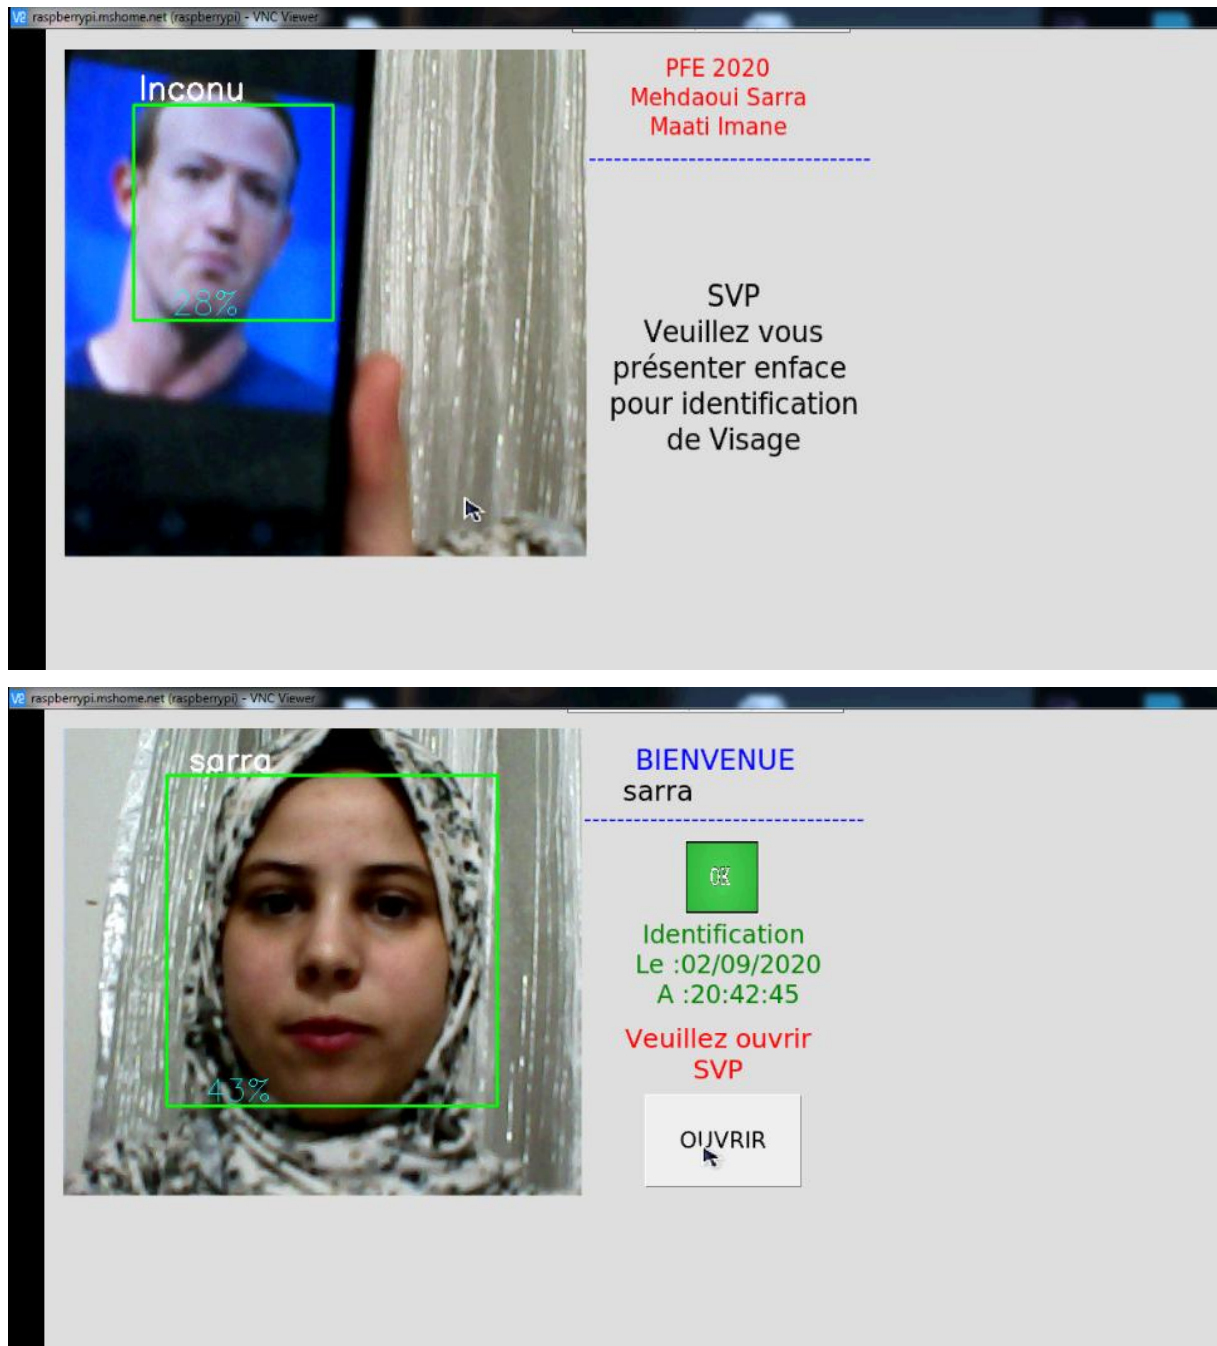 raspberrypi.mshome.net (raspberrypi) - VNC Viewer
Inconu
28%
PFE 2020
Mehdaoui Sarra
Maati Imane
---------------------------------
SVP
Veuillez vous
présenter enface
pour identification
de Visage
raspberrypi.mshome.net (raspberrypi) - VNC Viewer
sarra
43%
BIENVENUE
sarra
---------------------------------
OK
Identification
Le :02/09/2020
A :20:42:45
Veuillez ouvrir
SVP
OUVRIR